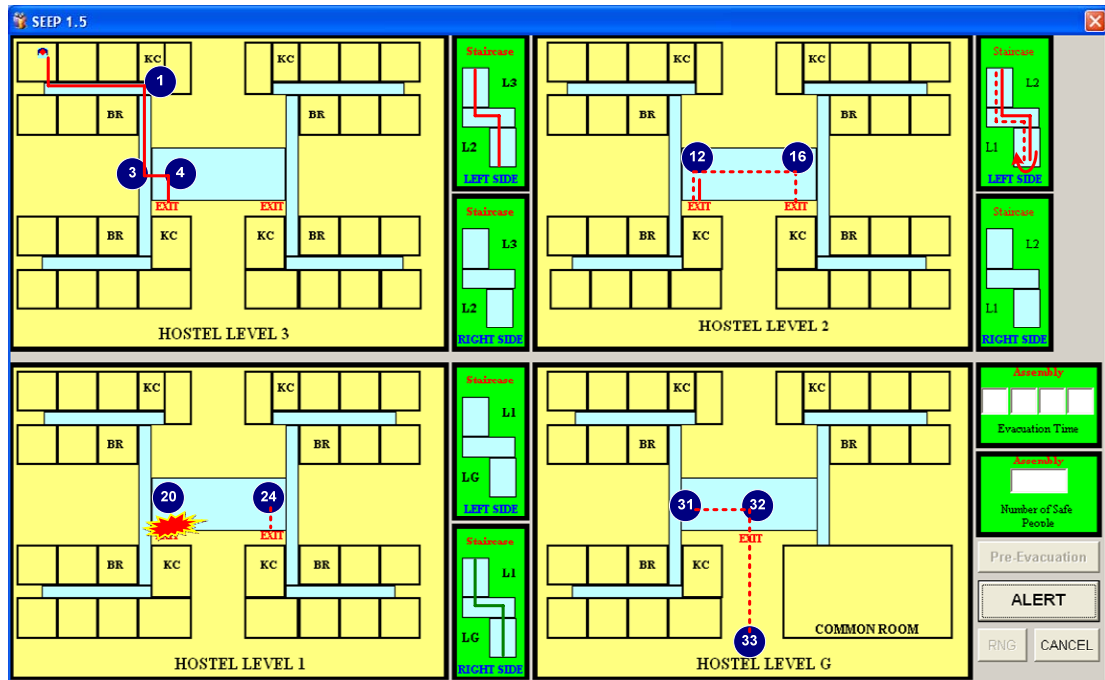 SEEP 1.5
KC
KC
1
BR
BR
3
4
EXIT
EXIT
BR
KC
KC
BR
HOSTEL LEVEL 3
Staircase
L3
L2
LEFT SIDE
Staircase
L3
L2
RIGHT SIDE
KC
KC
BR
BR
12
16
EXIT
EXIT
BR
KC
KC
BR
HOSTEL LEVEL 2
Staircase
L2
L1
LEFT SIDE
Staircase
L2
L1
RIGHT SIDE
KC
KC
BR
BR
20
24
EXIT
BR
KC
KC
BR
HOSTEL LEVEL 1
Staircase
L1
LG
LEFT SIDE
Staircase
L1
LG
RIGHT SIDE
KC
KC
BR
BR
31
32
EXIT
BR
KC
33
COMMON ROOM
HOSTEL LEVEL G
Assembly
Evacuation Time
Assembly
Number of Safe
People
Pre-Evacuation
ALERT
RNG
CANCEL